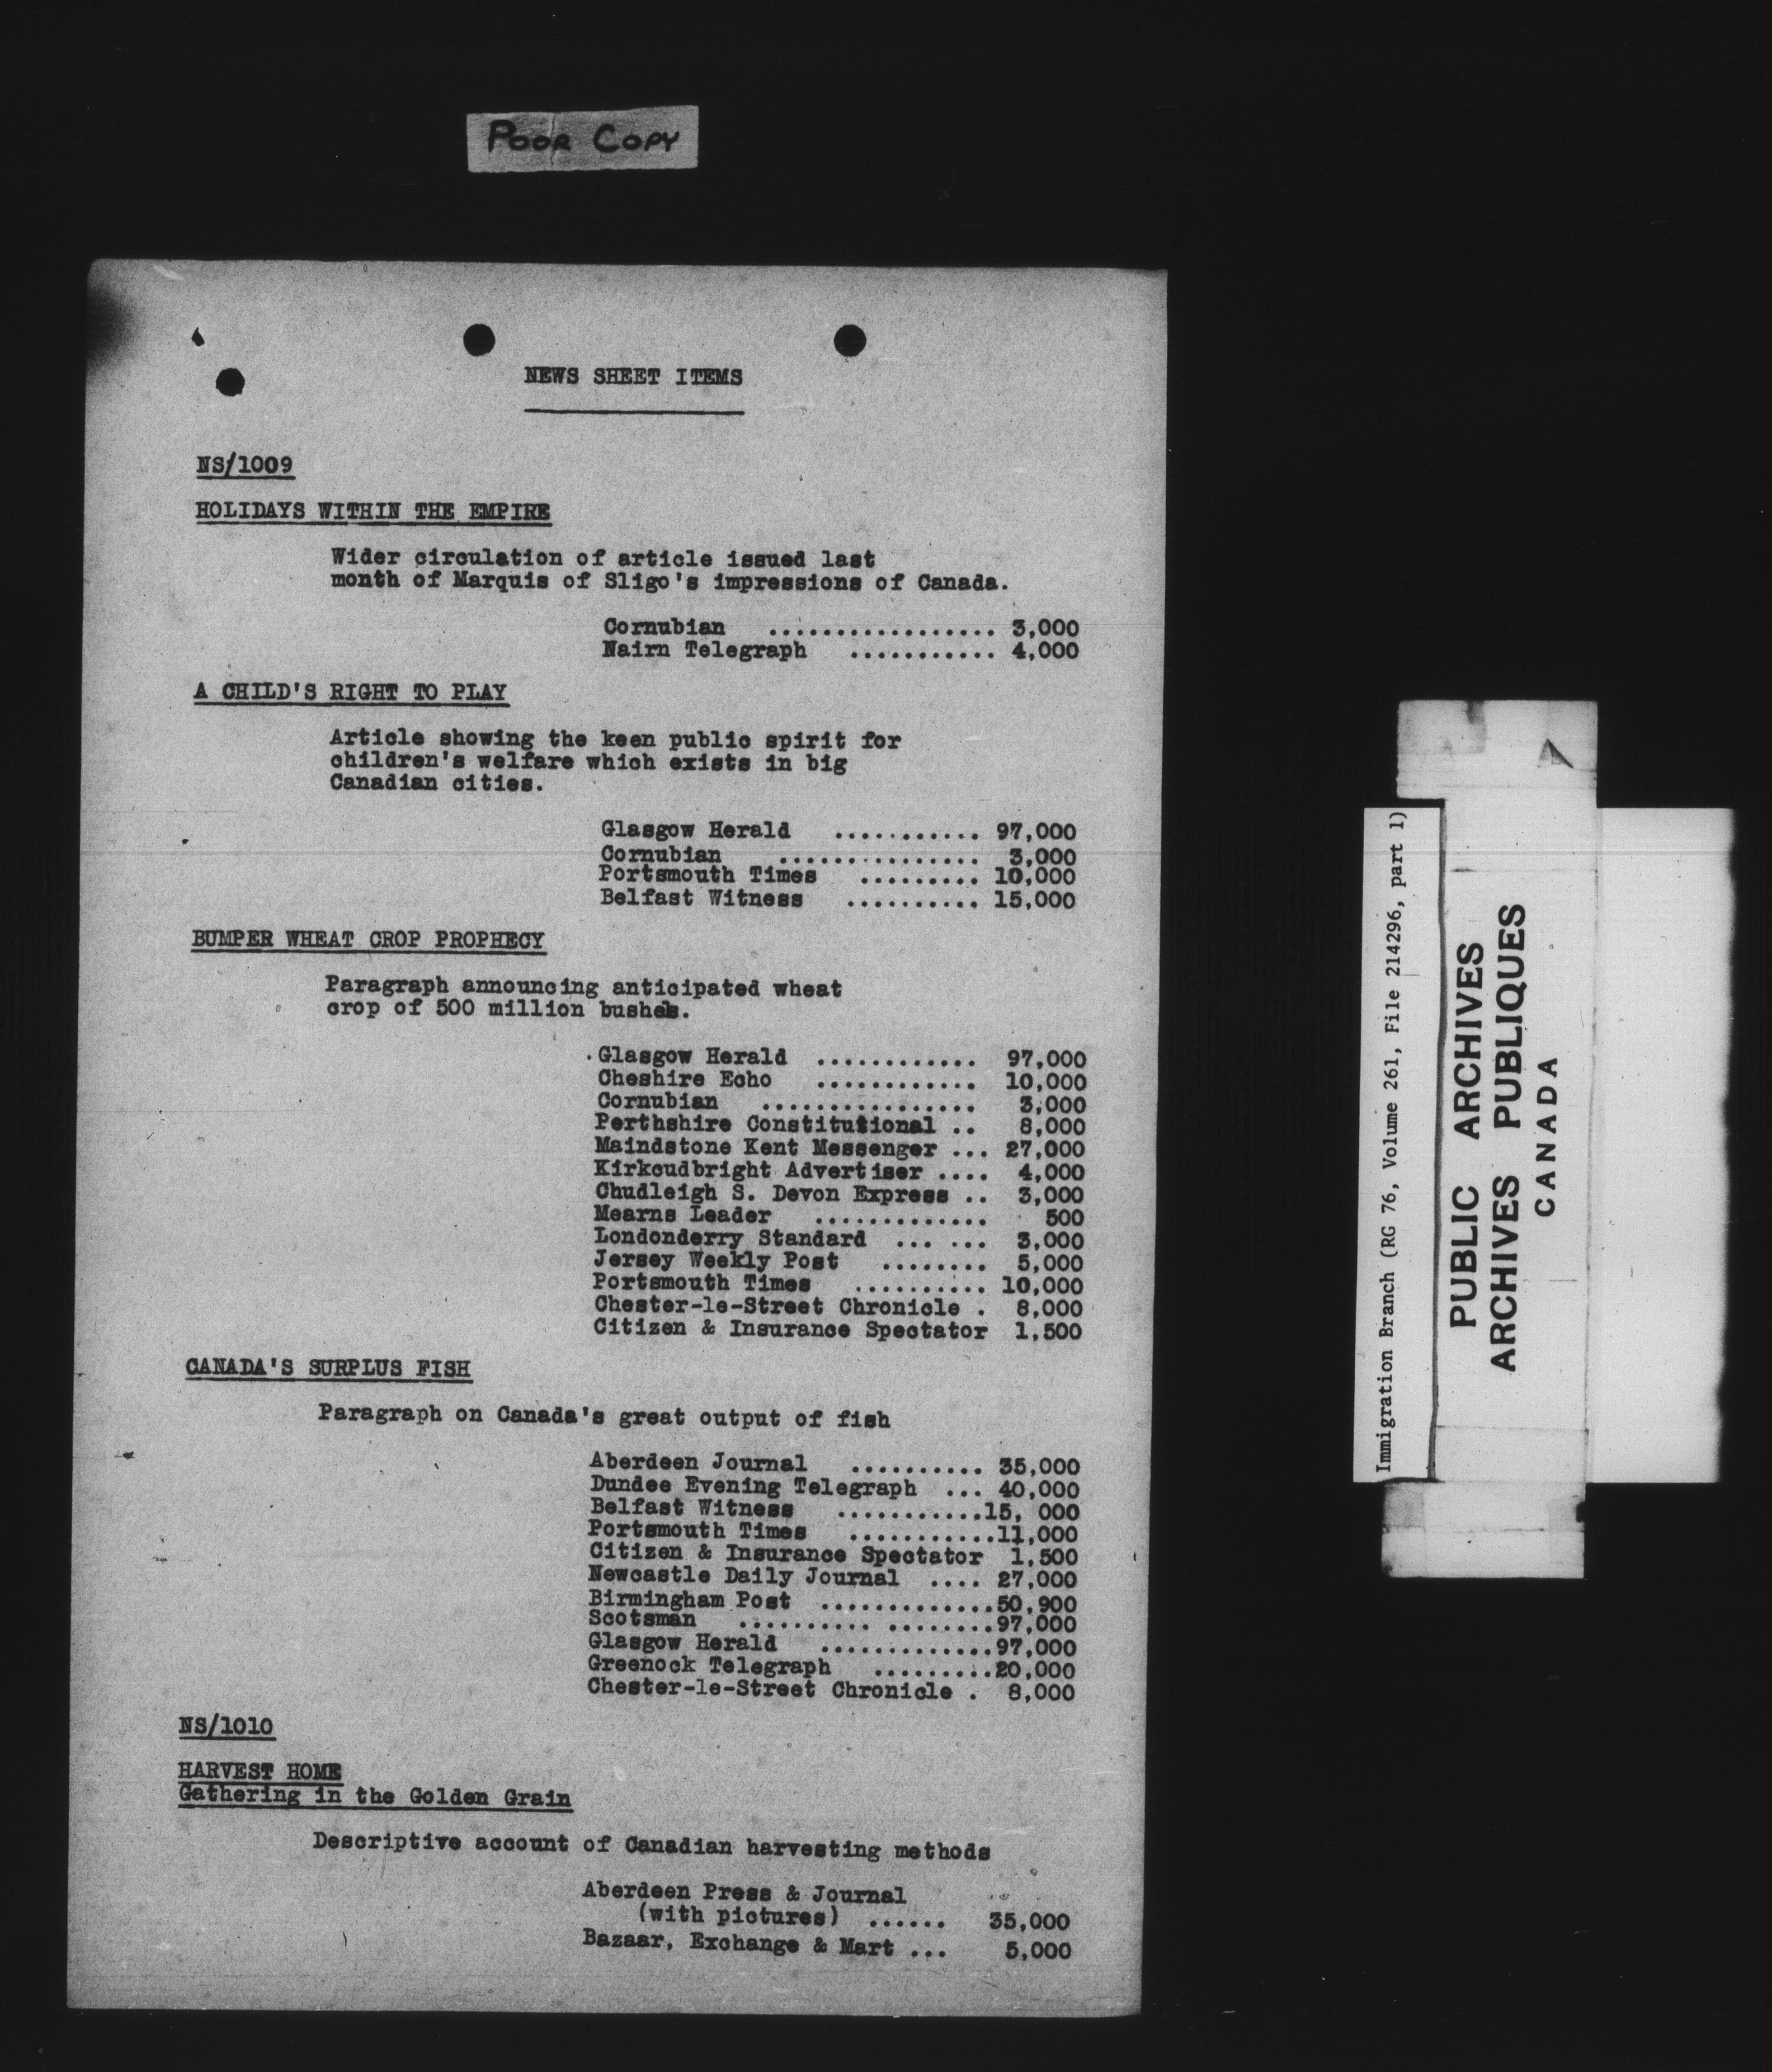 POOR COPY
NEWS SHEET ITEMS
NS/1009
HOLIDAYS WITHIN THE EMPIRE
Wider circulation of article issued last
month of Marquis of Sligo's impressions of Canada.
Cornubian ................. 3,000
Nairn Telegraph ........... 4,000
A CHILD'S RIGHT TO PLAY
Article showing the keen public spirit for
children's welfare which exists in big
Canadian cities.
Glasgow Herald ........... 97,000
Cornubian ............... 3,000
Portsmouth Times ......... 10,000
Belfast Witness .......... 15,000
BUMPER WHEAT CROP PROPHECY
Paragraph announcing anticipated wheat
crop of 500 million bushels.
Glasgow Herald ............ 97,000
Cheshire Echo ............ 10,000
Cornubian ................ 3,000
Perthshire Constitutional .. 8,000
Maindstone Kent Messenger ... 27,000
Kirkcudbright Advertiser .... 4,000
Chudleigh S. Devon Express .. 3,000
Mearns Leader ............. 500
Londonderry Standard ... ... 3,000
Jersey Weekly Post ........ 5,000
Portsmouth Times .......... 10,000
Chester-le-Street Chronicle . 8,000
Citizen & Insurance Spectator 1,500
CANADA'S SURPLUS FISH
Paragraph on Canada's great output of fish
Aberdeen Journal .......... 35,000
Dundee Evening Telegraph ... 40,000
Belfast Witness ...........15, 000
Portsmouth Times ...........11,000
Citizen & Insurance Spectator 1,500
Newcastle Daily Journal .... 27,000
Birmingham Post .............50,900
Scotsman .......... ........97,000
Glasgow Herald .............97,000
Greenock Telegraph .........20,000
Chester-le-Street Chronicle . 8,000
NS/1010
HARVEST HOME
Gathering in the Golden Grain
Descriptive account of Canadian harvesting methods
Aberdeen Press & Journal
(with pictures) ...... 35,000
Bazaar, Exchange & Mart ... 5,000
Immigration Branch (RG 76, Volume 261, File 214296, part 1)
PUBLIC ARCHIVES
ARCHIVES PUBLIQUES
CANADA